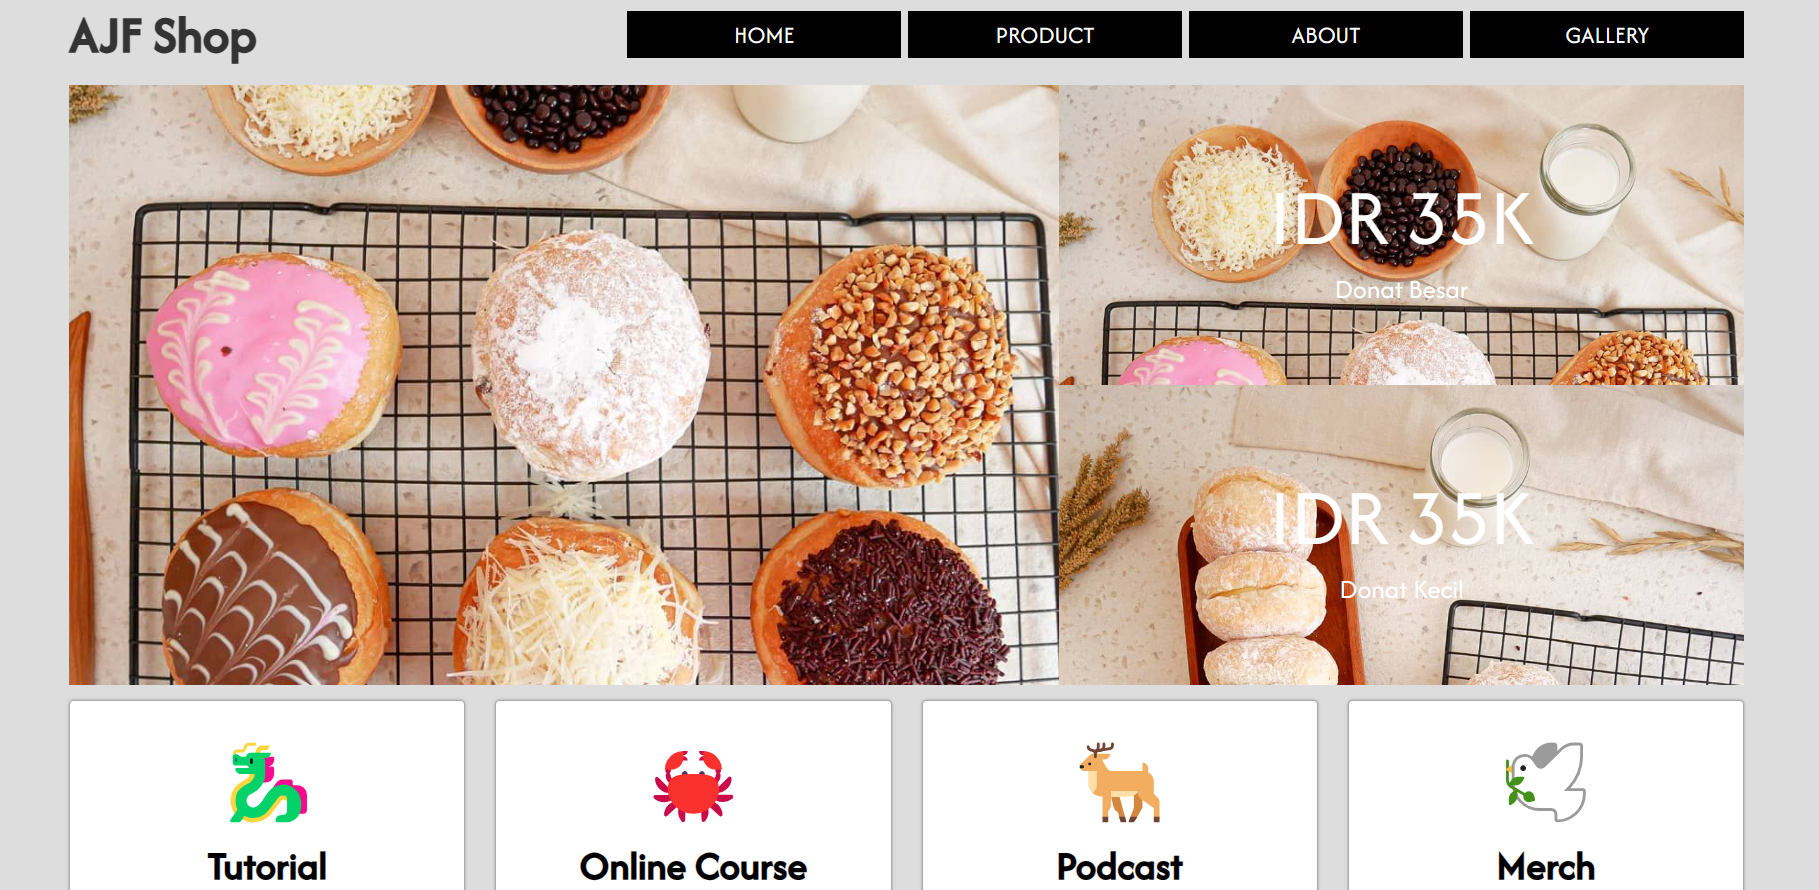 AJF Shop
HOME
PRODUCT
ABOUT
GALLERY
IDR 35K
Donat Besar
IDR 35K
Donat Kecil
Tutorial
Online Course
Podcast
Merch